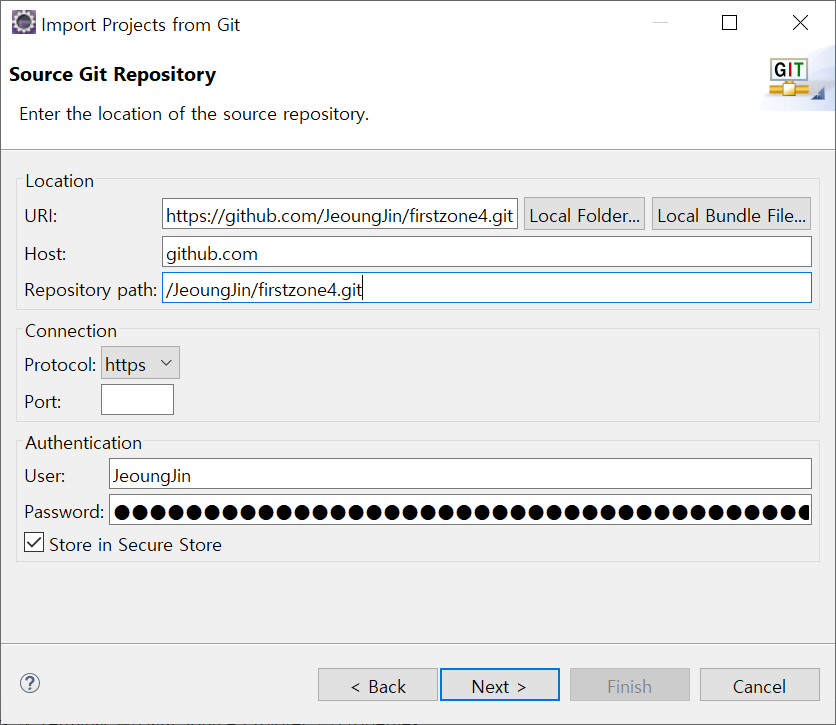 Import Projects from Git
Source Git Repository
GIT
Enter the location of the source repository.
Location
URI: https://github.com/JeoungJin/firstzone4.git Local Folder... Local Bundle File...
Host: github.com
Repository path: /JeoungJin/firstzone4.git
Connection
Protocol: https
Port:
Authentication
User: JeoungJin
Password: ●●●●●●●●●●●●●●●●●●●●●●●●●●●●●●●●●●●●●●●
Store in Secure Store
? < Back Next > Finish Cancel